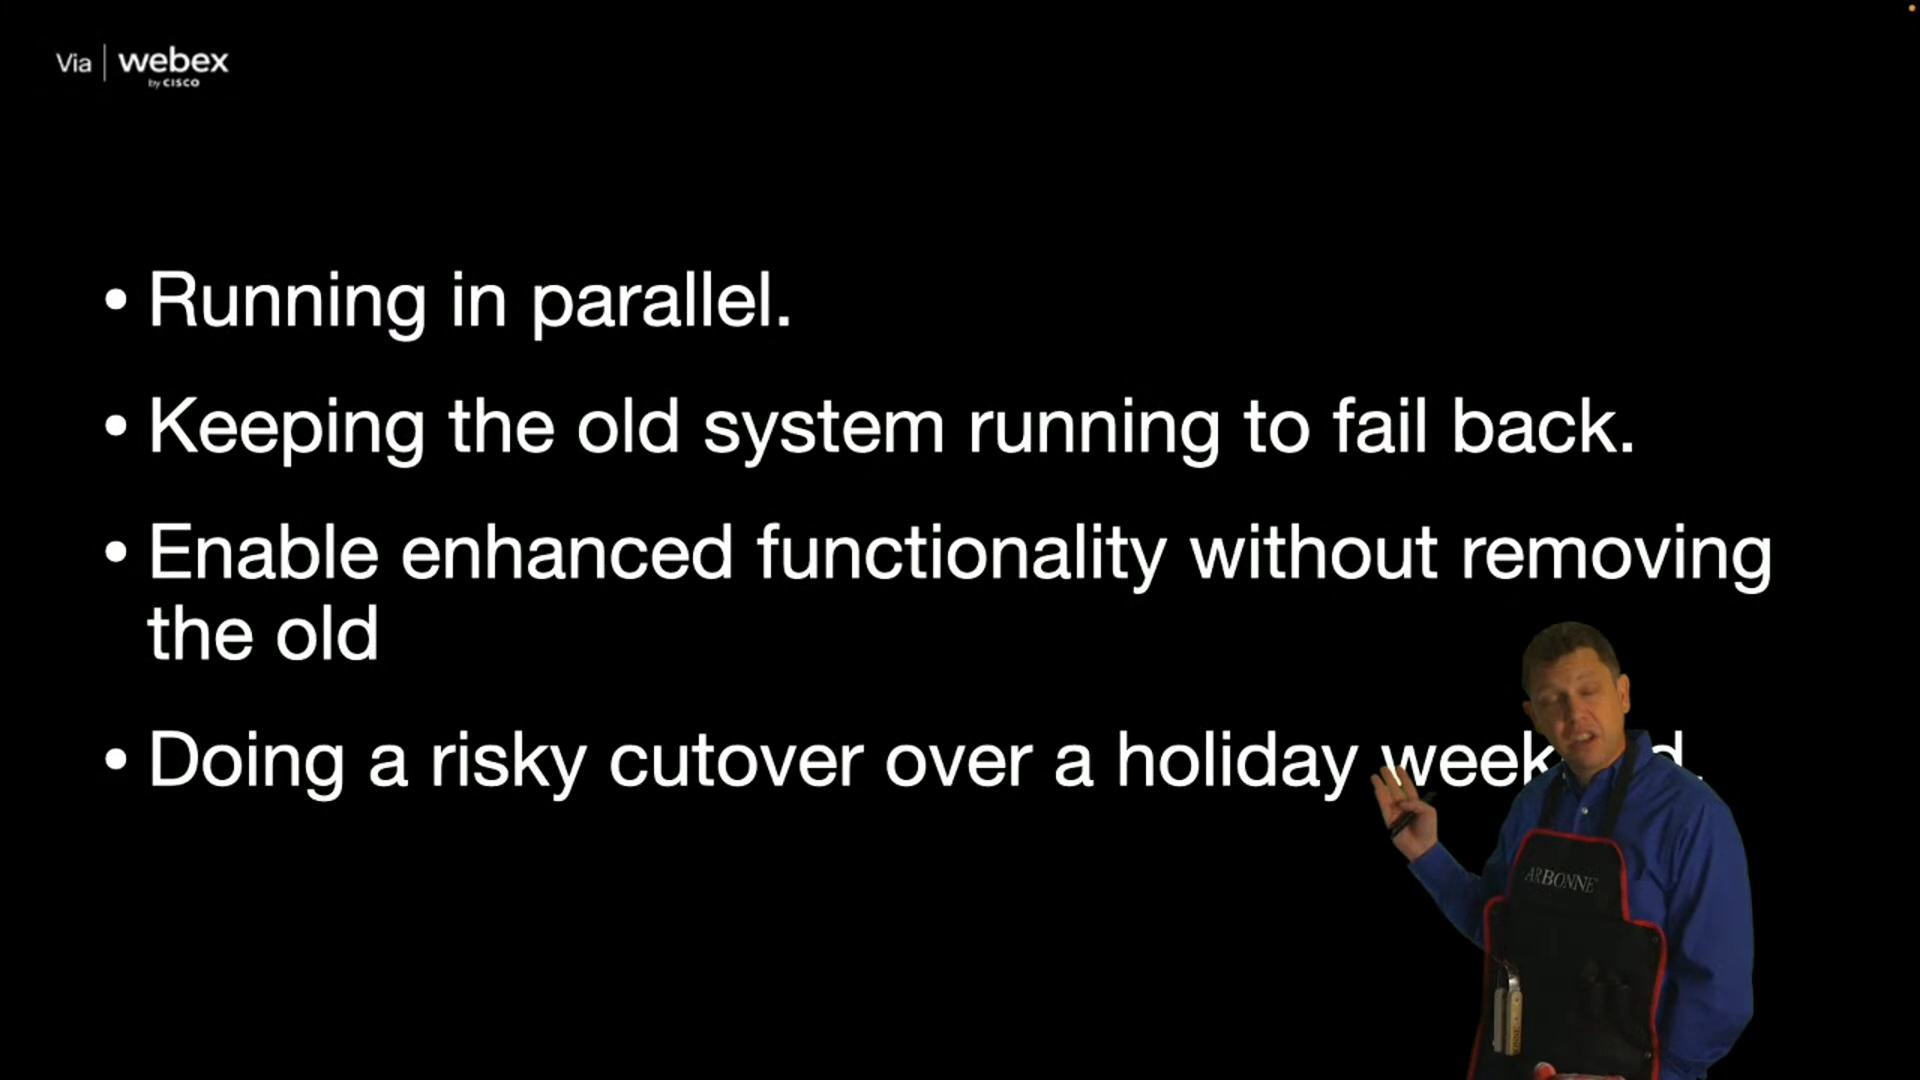 Via | webex
by CISCO
• Running in parallel.
• Keeping the old system running to fail back.
• Enable enhanced functionality without removing
the old
• Doing a risky cutover over a holiday
ARBONNE